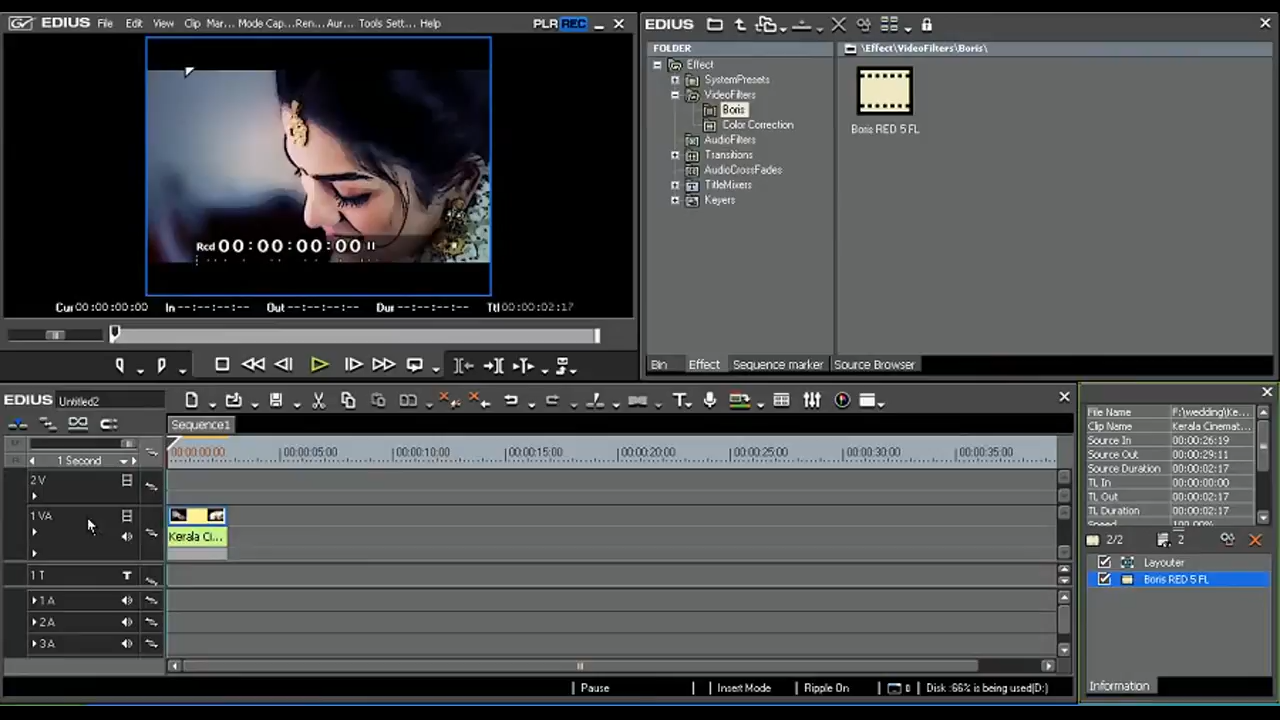 EDIUS File Edit View Clip Mar... Mode Cap... Ren... Aur... Tools Sett... Help PLR REC
Rcd 00:00:00:00
Cur 00:00:00:00 In --:--:--:-- Out --:--:--:-- Dur --:--:--:-- Ttl 00:00:02:17
EDIUS
FOLDER
\Effect\VideoFilters\Boris\
Effect
SystemPresets
VideoFilters
Boris
Color Correction
AudioFilters
Transitions
AudioCrossFades
TitleMixers
Keyers
Boris RED 5 FL
Bin Effect Sequence marker Source Browser
EDIUS Untitled2
Sequence1
1 Second
00:00:00:00 00:00:05:00 00:00:10:00 00:00:15:00 00:00:20:00 00:00:25:00 00:00:30:00 00:00:35:00
2 V
1 VA
Kerala Ci...
1 T T
1 A
2 A
3 A
Pause Insert Mode Ripple On 0 Disk :66% is being used(D:)
File Name F:\wedding\Ke...
Clip Name Kerala Cinemat...
Source In 00:00:26:19
Source Out 00:00:29:11
Source Duration 00:00:02:17
TL In 00:00:00:00
TL Out 00:00:02:17
TL Duration 00:00:02:17
Speed 100.00%
2/2 2
Layouter
Boris RED 5 FL
Information